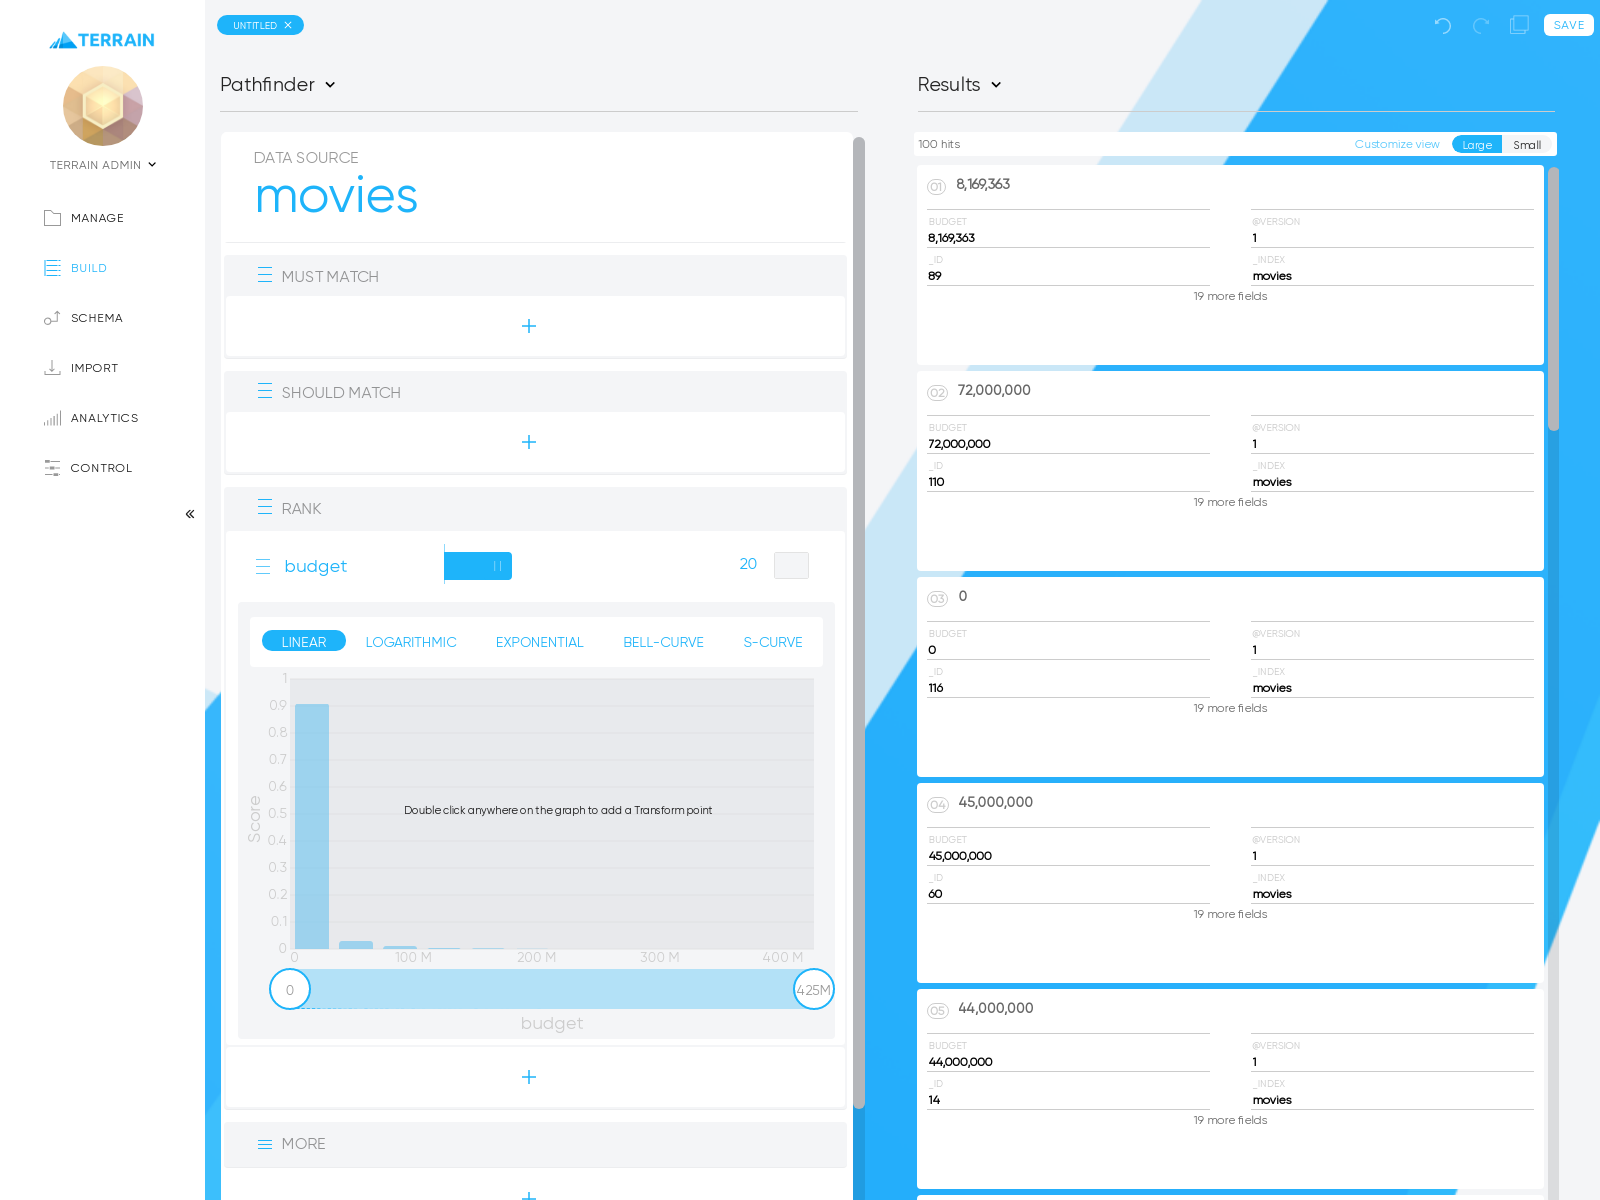 TERRAIN
TERRAIN ADMIN
MANAGE
BUILD
SCHEMA
IMPORT
ANALYTICS
CONTROL
UNTITLED
SAVE
Pathfinder
DATA SOURCE
movies
MUST MATCH
SHOULD MATCH
RANK
budget
20
LINEAR LOGARITHMIC EXPONENTIAL BELL-CURVE S-CURVE
1
0.9
0.8
0.7
0.6
0.5
0.4
0.3
0.2
0.1
0
Score
Double click anywhere on the graph to add a Transform point
0 100 M 200 M 300 M 400 M
0 425M
budget
MORE
Results
100 hits Customize view Large Small
01 8,169,363
BUDGET @VERSION
8,169,363 1
_ID _INDEX
89 movies
19 more fields
02 72,000,000
BUDGET @VERSION
72,000,000 1
_ID _INDEX
110 movies
19 more fields
03 0
BUDGET @VERSION
0 1
_ID _INDEX
116 movies
19 more fields
04 45,000,000
BUDGET @VERSION
45,000,000 1
_ID _INDEX
60 movies
19 more fields
05 44,000,000
BUDGET @VERSION
44,000,000 1
_ID _INDEX
14 movies
19 more fields